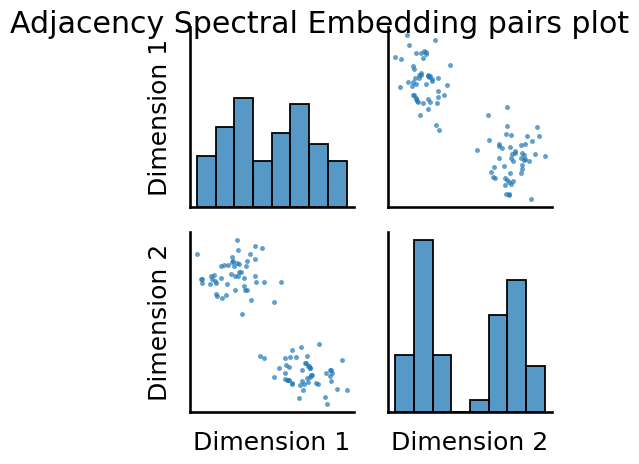 Adjacency Spectral Embedding pairs plot
Dimension 1
Dimension 2
Dimension 1
Dimension 2